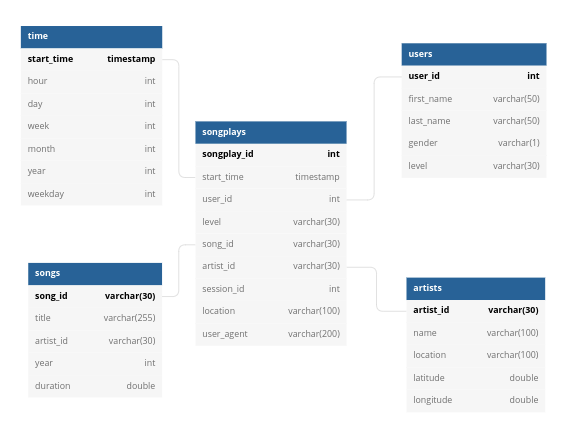 time
start_time timestamp
hour int
day int
week int
month int
year int
weekday int
users
user_id int
first_name varchar(50)
last_name varchar(50)
gender varchar(1)
level varchar(30)
songplays
songplay_id int
start_time timestamp
user_id int
level varchar(30)
song_id varchar(30)
artist_id varchar(30)
session_id int
location varchar(100)
user_agent varchar(200)
songs
song_id varchar(30)
title varchar(255)
artist_id varchar(30)
year int
duration double
artists
artist_id varchar(30)
name varchar(100)
location varchar(100)
latitude double
longitude double